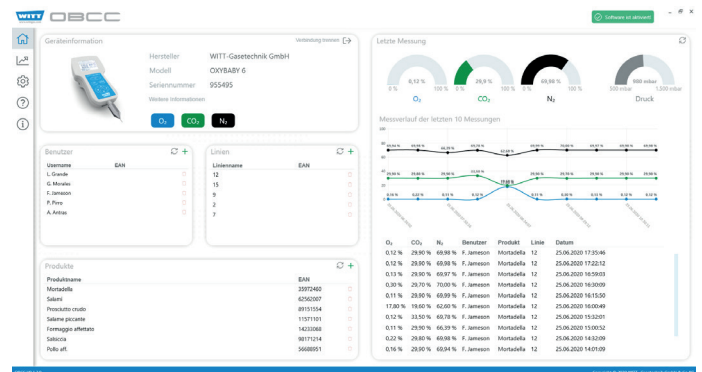 WITT OBCC
Software ist aktiviert
Geräteinformation
Verbindung trennen
Hersteller WITT-Gasetechnik GmbH
Modell OXYBABY 6
Seriennummer 955495
Weitere Informationen
O₂ CO₂ N₂
Letzte Messung
0,12 % 29,9 % 69,98 % 980 mbar
0 % 100 % 0 % 100 % 0 % 100 % 300 mbar 1.300 mbar
O₂ CO₂ N₂ Druck
Messverlauf der letzten 10 Messungen
Benutzer
Username EAN
L. Grande
G. Morales
F. Jameson
P. Pirro
A. Antras
Linien
Linienname EAN
12
15
9
2
7
Produkte
Produktname EAN
Mortadella 35972460
Salami 62562007
Prosciutto crudo 89151554
Salame piccante 11571101
Formaggio affettato 14233068
Salsiccia 98171214
Pollo aff. 56688951
O₂ CO₂ N₂ Benutzer Produkt Linie Datum
0,12 % 29,90 % 69,98 % F. Jameson Mortadella 12 25.06.2020 17:35:46
0,12 % 29,90 % 69,98 % F. Jameson Mortadella 12 25.06.2020 17:22:12
0,13 % 29,90 % 69,97 % F. Jameson Mortadella 12 25.06.2020 16:59:03
0,30 % 29,70 % 70,00 % F. Jameson Mortadella 12 25.06.2020 16:30:09
0,11 % 29,90 % 69,99 % F. Jameson Mortadella 12 25.06.2020 16:15:50
17,80 % 19,60 % 62,60 % F. Jameson Mortadella 12 25.06.2020 16:00:49
0,12 % 33,50 % 69,78 % F. Jameson Mortadella 12 25.06.2020 15:32:01
0,11 % 29,90 % 66,39 % F. Jameson Mortadella 12 25.06.2020 15:00:52
0,22 % 29,80 % 69,98 % F. Jameson Mortadella 12 25.06.2020 14:32:09
0,16 % 29,90 % 69,94 % F. Jameson Mortadella 12 25.06.2020 14:01:09